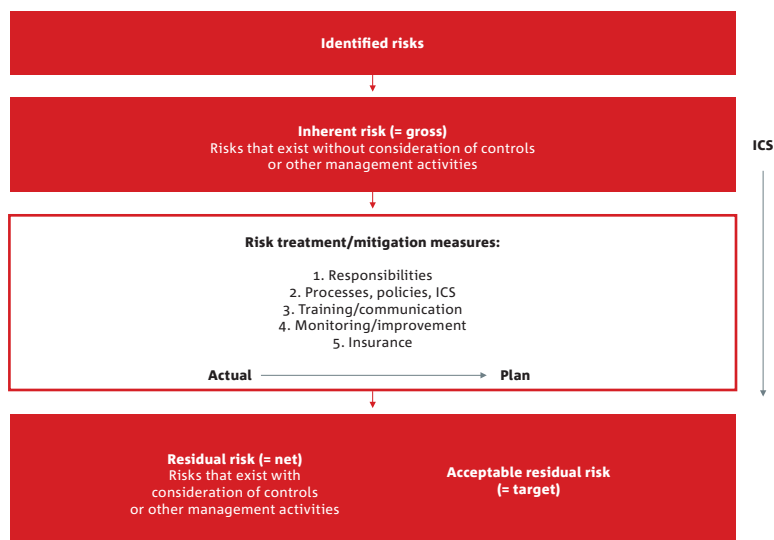 Identified risks
Inherent risk (= gross)
Risks that exist without consideration of controls
or other management activities
ICS
Risk treatment/mitigation measures:
1. Responsibilities
2. Processes, policies, ICS
3. Training/communication
4. Monitoring/improvement
5. Insurance
Actual
Plan
Residual risk (= net)
Risks that exist with
consideration of controls
or other management activities
Acceptable residual risk
(= target)